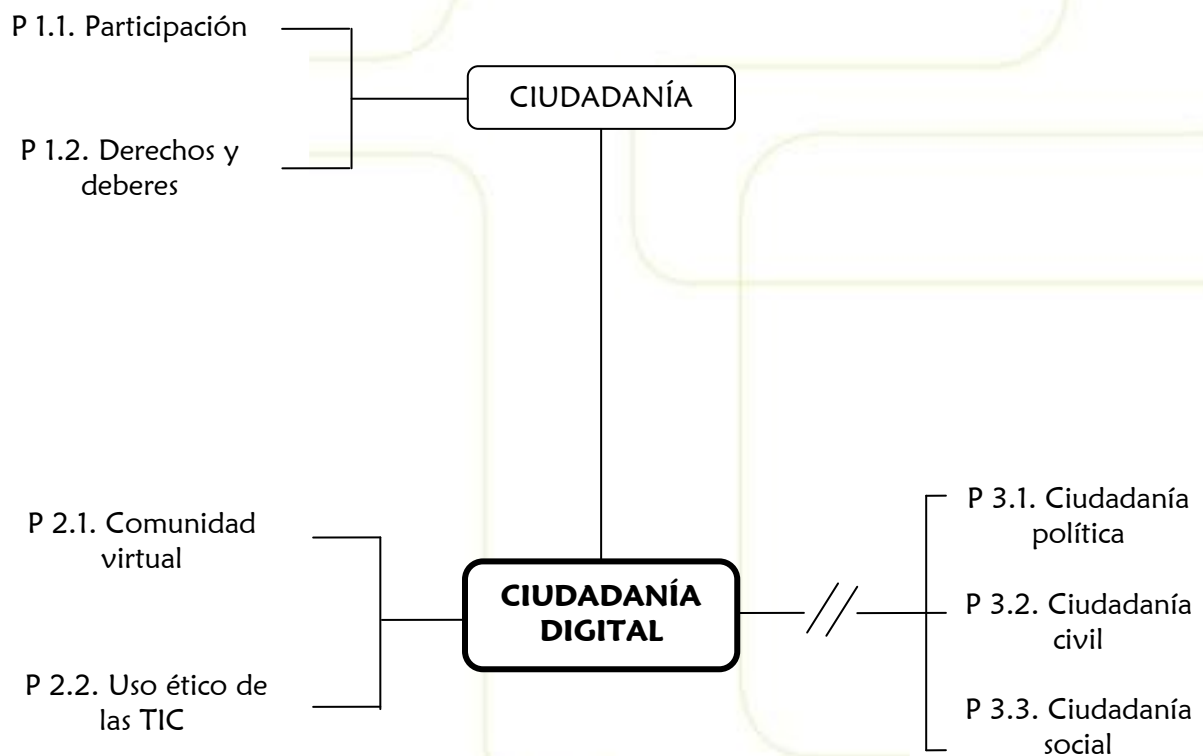 P 1.1. Participación
CIUDADANÍA
P 1.2. Derechos y
deberes
P 2.1. Comunidad
virtual
CIUDADANÍA
DIGITAL
P 2.2. Uso ético de
las TIC
P 3.1. Ciudadanía
política
P 3.2. Ciudadanía
civil
P 3.3. Ciudadanía
social